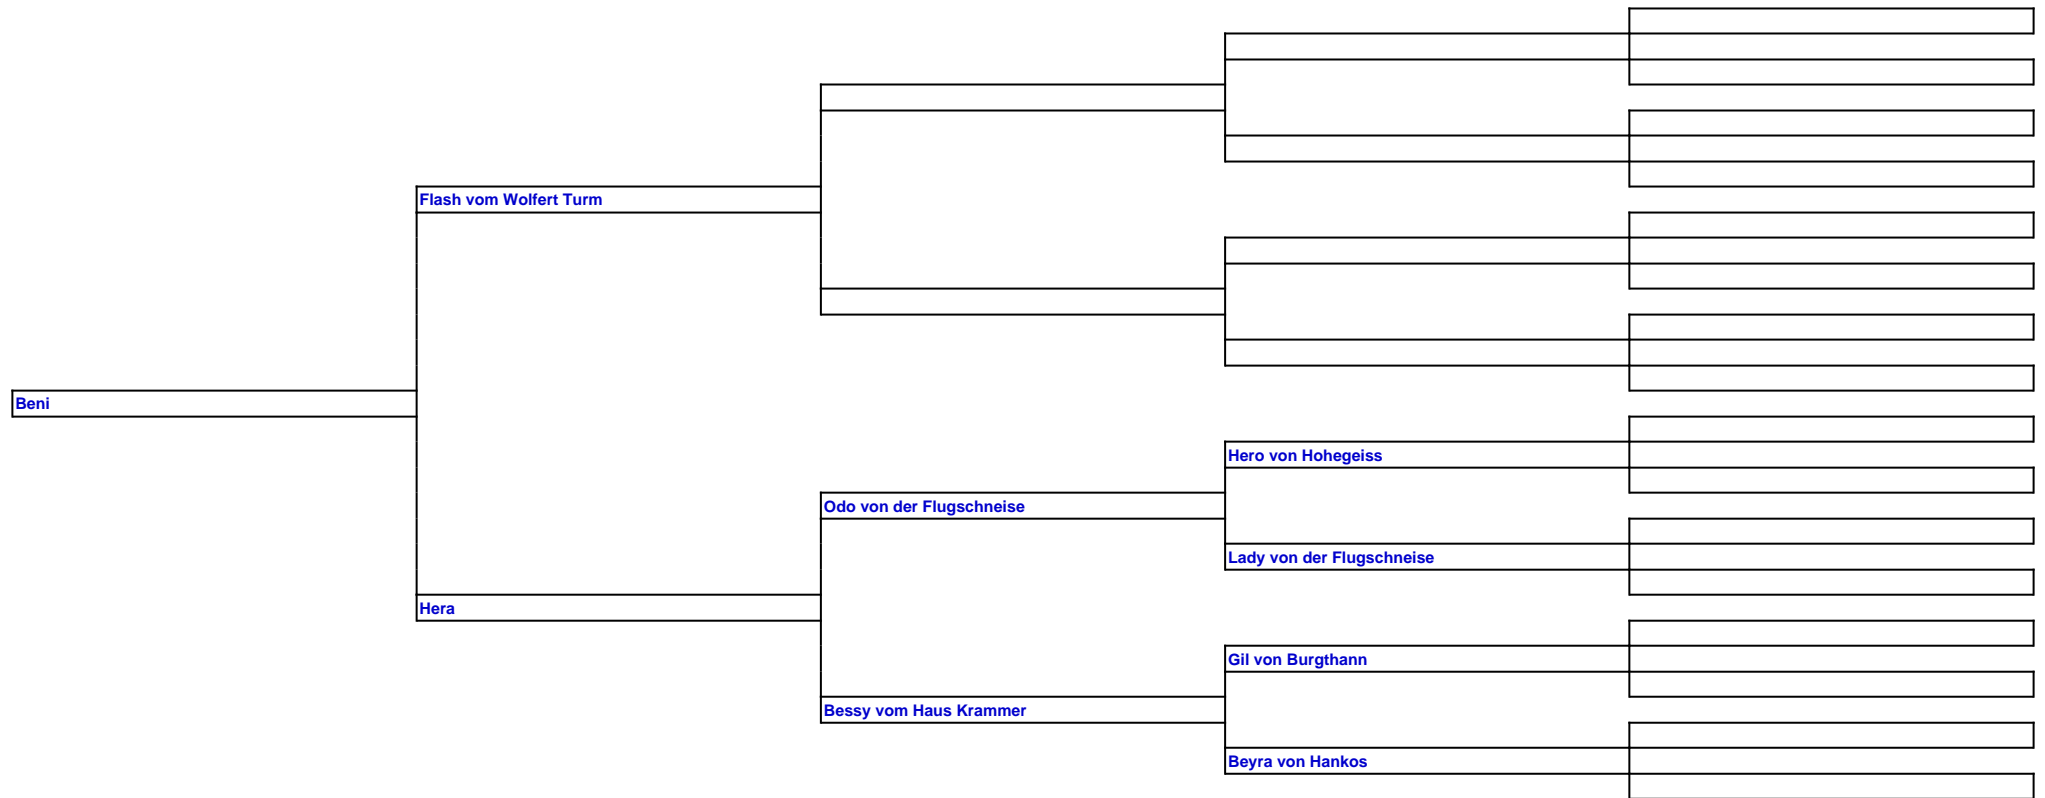 Flash vom Wolfert Turm
Beni
Hero von Hohegeiss
Odo von der Flugschneise
Lady von der Flugschneise
Hera
Gil von Burgthann
Bessy vom Haus Krammer
Beyra von Hankos